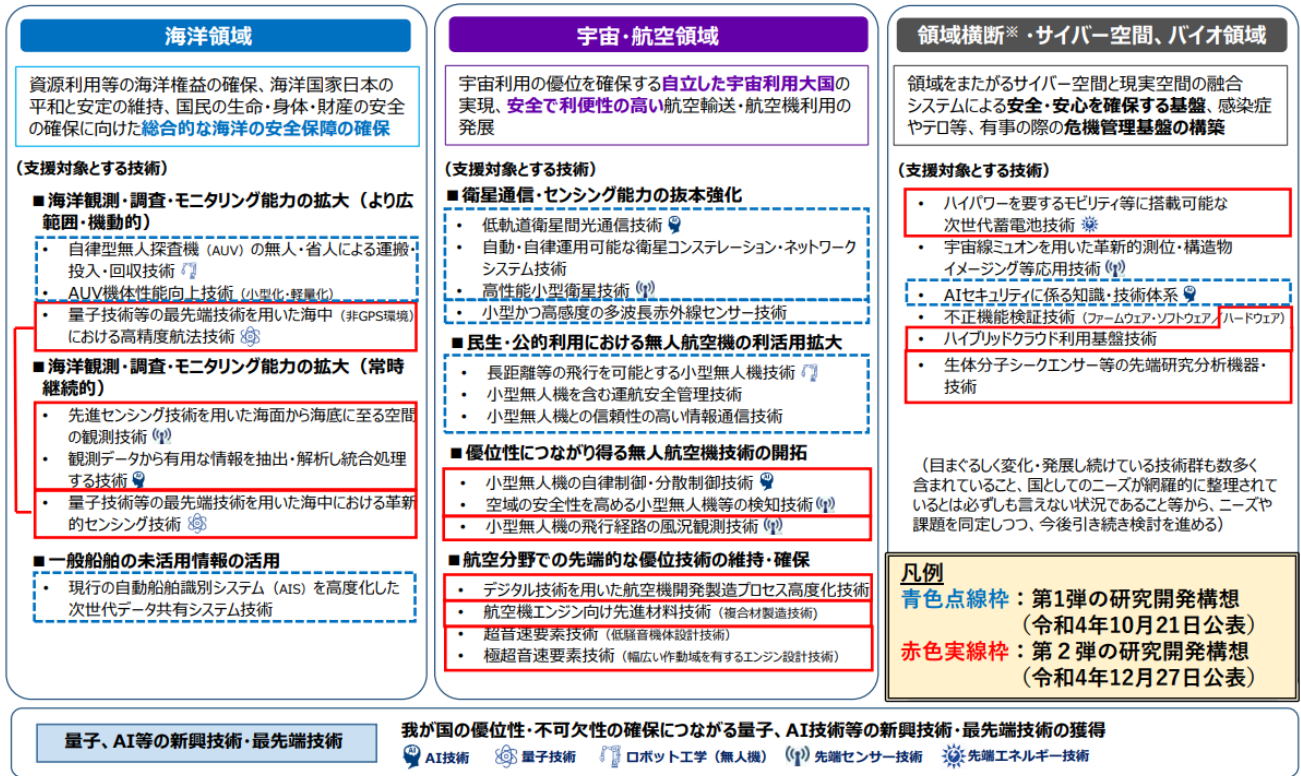 海洋領域
資源利用等の海洋権益の確保、海洋国家日本の
平和と安定の維持、国民の生命・身体・財産の安全
の確保に向けた総合的な海洋の安全保障の確保
（支援対象とする技術）
■海洋観測・調査・モニタリング能力の拡大（より広
範囲・機動的）
• 自律型無人探査機（AUV）の無人・省人による運搬・
投入・回収技術
• AUV機体性能向上技術（小型化・軽量化）
• 量子技術等の最先端技術を用いた海中（非GPS環境）
における高精度航法技術
■海洋観測・調査・モニタリング能力の拡大（常時
継続的）
• 先進センシング技術を用いた海面から海底に至る空間
の観測技術
• 観測データから有用な情報を抽出・解析し統合処理
する技術
• 量子技術等の最先端技術を用いた海中における革新
的センシング技術
■一般船舶の未活用情報の活用
• 現行の自動船舶識別システム（AIS）を高度化した
次世代データ共有システム技術
宇宙・航空領域
宇宙利用の優位を確保する自立した宇宙利用大国の
実現、安全で利便性の高い航空輸送・航空機利用の
発展
（支援対象とする技術）
■衛星通信・センシング能力の抜本強化
• 低軌道衛星間光通信技術
• 自動・自律運用可能な衛星コンステレーション・ネットワーク
システム技術
• 高性能小型衛星技術
• 小型かつ高感度の多波長赤外線センサー技術
■民生・公的利用における無人航空機の利活用拡大
• 長距離等の飛行を可能とする小型無人機技術
• 小型無人機を含む運航安全管理技術
• 小型無人機との信頼性の高い情報通信技術
■優位性につながり得る無人航空機技術の開拓
• 小型無人機の自律制御・分散制御技術
• 空域の安全性を高める小型無人機等の検知技術
• 小型無人機の飛行経路の風況観測技術
■航空分野での先端的な優位技術の維持・確保
• デジタル技術を用いた航空機開発製造プロセス高度化技術
• 航空機エンジン向け先進材料技術（複合材製造技術）
• 超音速要素技術（低騒音機体設計技術）
• 極超音速要素技術（幅広い作動域を有するエンジン設計技術）
領域横断※・サイバー空間、バイオ領域
領域をまたがるサイバー空間と現実空間の融合
システムによる安全・安心を確保する基盤、感染症
やテロ等、有事の際の危機管理基盤の構築
（支援対象とする技術）
• ハイパワーを要するモビリティ等に搭載可能な
次世代蓄電池技術
• 宇宙線ミュオンを用いた革新的測位・構造物
イメージング等応用技術
• AIセキュリティに係る知識・技術体系
• 不正機能検証技術（ファームウェア・ソフトウェア／ハードウェア）
• ハイブリッドクラウド利用基盤技術
• 生体分子シークエンサー等の先端研究分析機器・
技術
（目まぐるしく変化・発展し続けている技術群も数多く
含まれていること、国としてのニーズが網羅的に整理されて
いるとは必ずしも言えない状況であること等から、ニーズや
課題を同定しつつ、今後引き続き検討を進める）
凡例
青色点線枠：第1弾の研究開発構想
（令和4年10月21日公表）
赤色実線枠：第２弾の研究開発構想
（令和4年12月27日公表）
量子、AI等の新興技術・最先端技術
我が国の優位性・不可欠性の確保につながる量子、AI技術等の新興技術・最先端技術の獲得
AI技術 量子技術 ロボット工学（無人機） 先端センサー技術 先端エネルギー技術